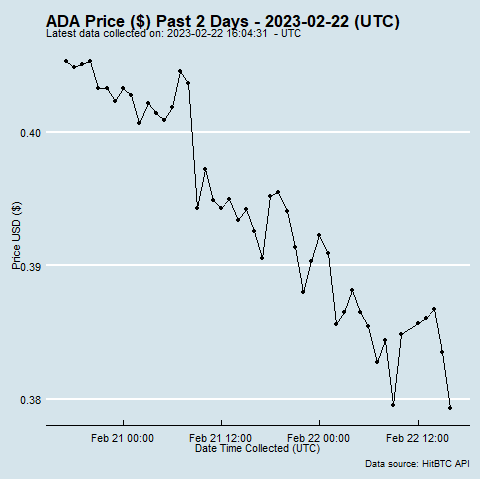 ADA Price ($) Past 2 Days - 2023-02-22 (UTC)
Latest data collected on: 2023-02-22 16:04:31  - UTC
0.40
0.39
0.38
Price USD ($)
Feb 21 00:00
Feb 21 12:00
Feb 22 00:00
Feb 22 12:00
Date Time Collected (UTC)
Data source: HitBTC API